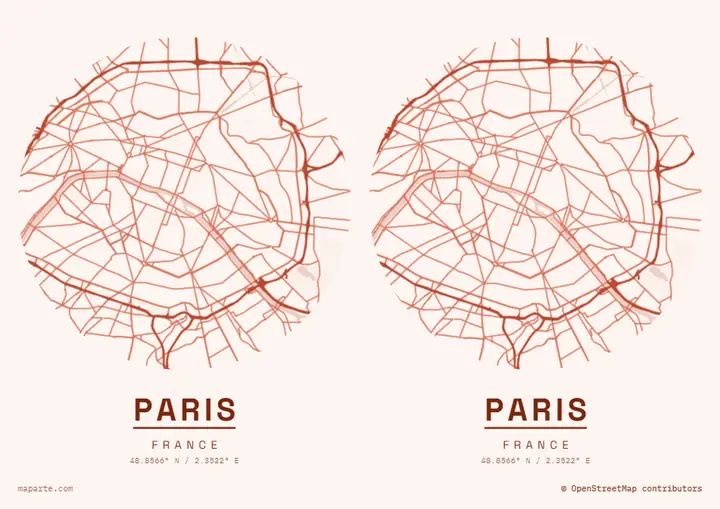 PARIS
FRANCE
48.8566° N / 2.3522° E
PARIS
FRANCE
48.8566° N / 2.3522° E
maparte.com
© OpenStreetMap contributors